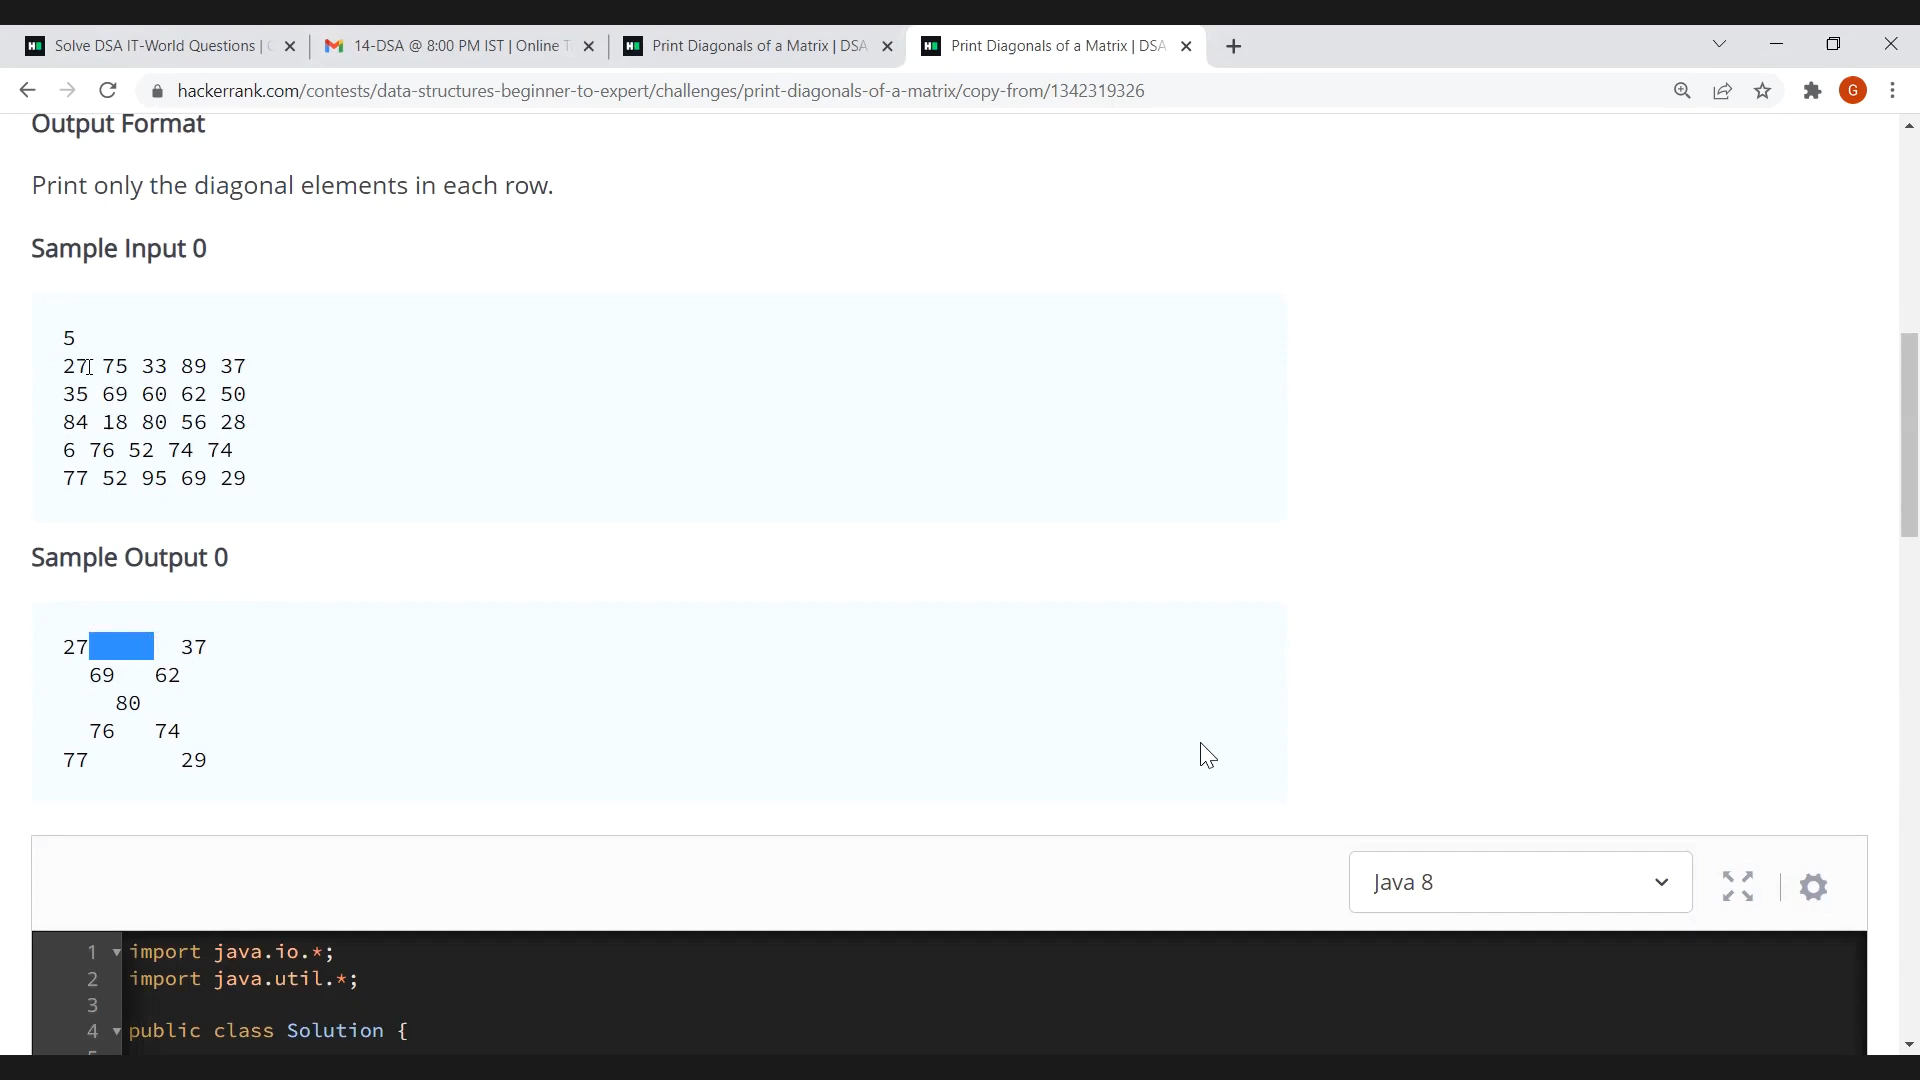 Solve DSA IT-World Questions |
14-DSA @ 8:00 PM IST | Online T
Print Diagonals of a Matrix | DSA
Print Diagonals of a Matrix | DSA
hackerrank.com/contests/data-structures-beginner-to-expert/challenges/print-diagonals-of-a-matrix/copy-from/1342319326
G
Output Format
Print only the diagonal elements in each row.
Sample Input 0
5
27 75 33 89 37
35 69 60 62 50
84 18 80 56 28
6 76 52 74 74
77 52 95 69 29
Sample Output 0
27       37
  69   62
    80
  76   74
77       29
Java 8
1 import java.io.*;
2 import java.util.*;
3
4 public class Solution {